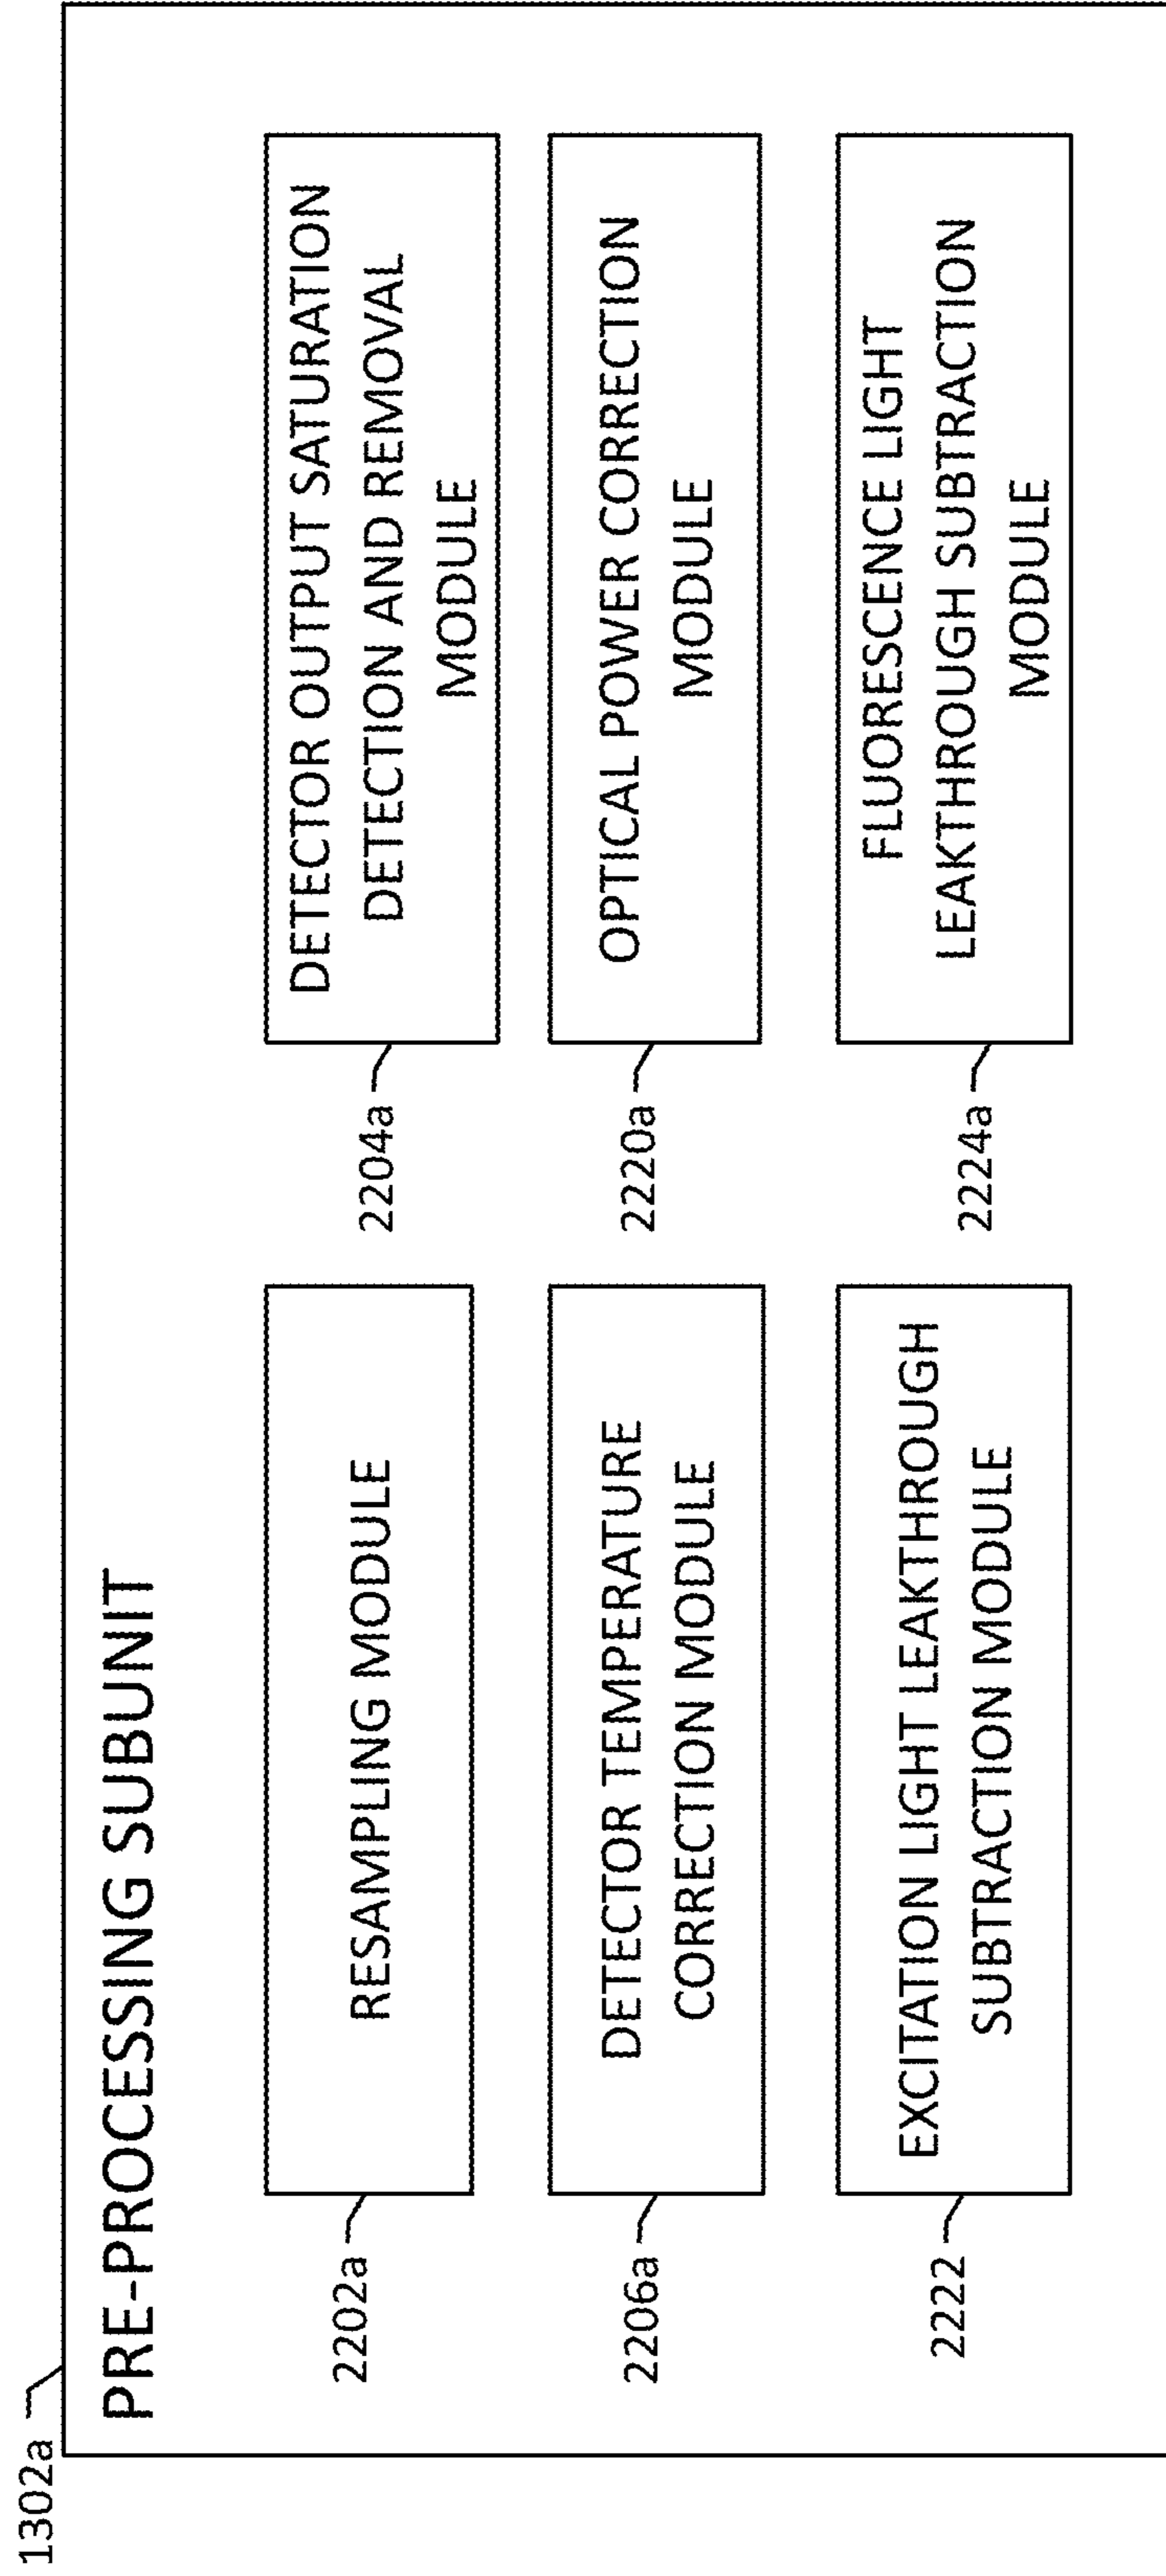 1302a
PRE-PROCESSING SUBUNIT
2202a
RESAMPLING MODULE
2204a
DETECTOR OUTPUT SATURATION
DETECTION AND REMOVAL
MODULE
2206a
DETECTOR TEMPERATURE
CORRECTION MODULE
2220a
OPTICAL POWER CORRECTION
MODULE
2222
EXCITATION LIGHT LEAKTHROUGH
SUBTRACTION MODULE
2224a
FLUORESCENCE LIGHT
LEAKTHROUGH SUBTRACTION
MODULE